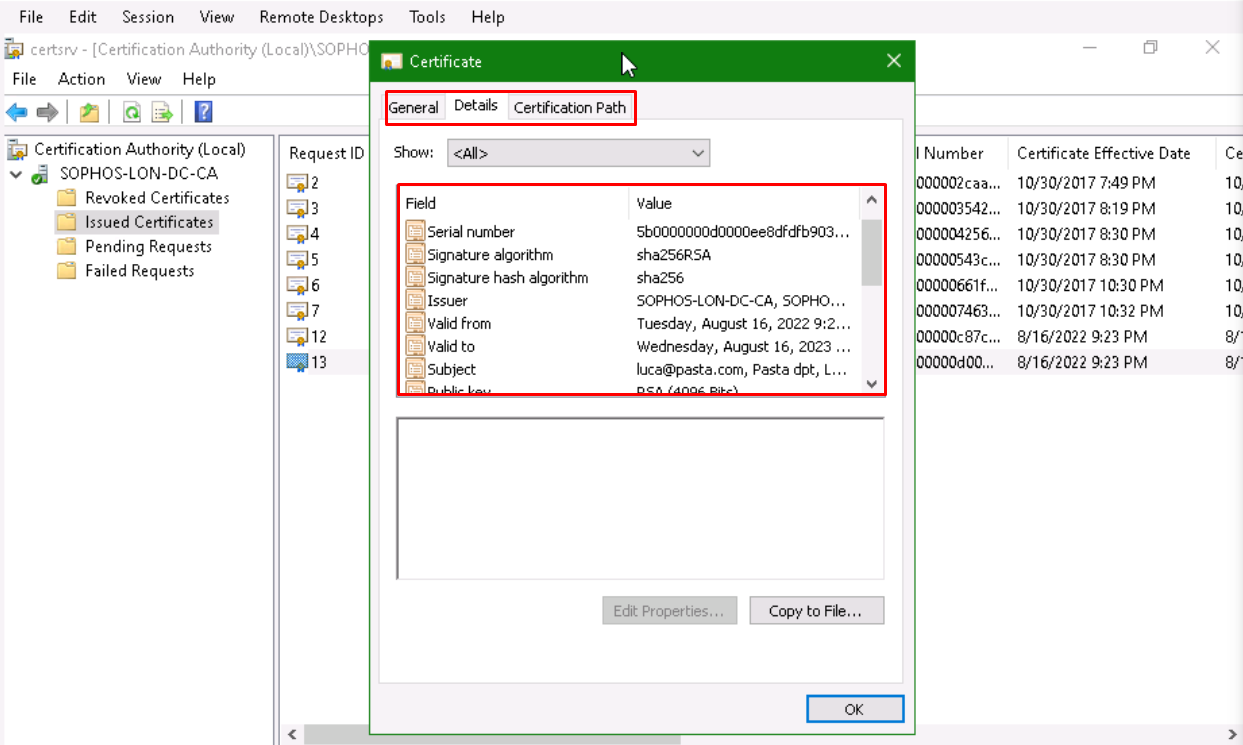 File Edit Session View Remote Desktops Tools Help
certsrv - [Certification Authority (Local)\SOPHO
File Action View Help
Certificate
General Details Certification Path
Show: <All>
Field Value
Serial number 5b0000000d0000ee8dfdfb903...
Signature algorithm sha256RSA
Signature hash algorithm sha256
Issuer SOPHOS-LON-DC-CA, SOPHO...
Valid from Tuesday, August 16, 2022 9:2...
Valid to Wednesday, August 16, 2023 ...
Subject luca@pasta.com, Pasta dpt, L...
Public key RSA (4096 Bits)
Edit Properties... Copy to File...
OK
Certification Authority (Local)
SOPHOS-LON-DC-CA
Revoked Certificates
Issued Certificates
Pending Requests
Failed Requests
Request ID l Number Certificate Effective Date Ce
2 000002caa... 10/30/2017 7:49 PM 10,
3 000003542... 10/30/2017 8:19 PM 10,
4 000004256... 10/30/2017 8:30 PM 10,
5 00000543c... 10/30/2017 8:30 PM 10,
6 00000661f... 10/30/2017 10:30 PM 10,
7 000007463... 10/30/2017 10:32 PM 10,
12 00000c87c... 8/16/2022 9:23 PM 8/
13 00000d00... 8/16/2022 9:23 PM 8/